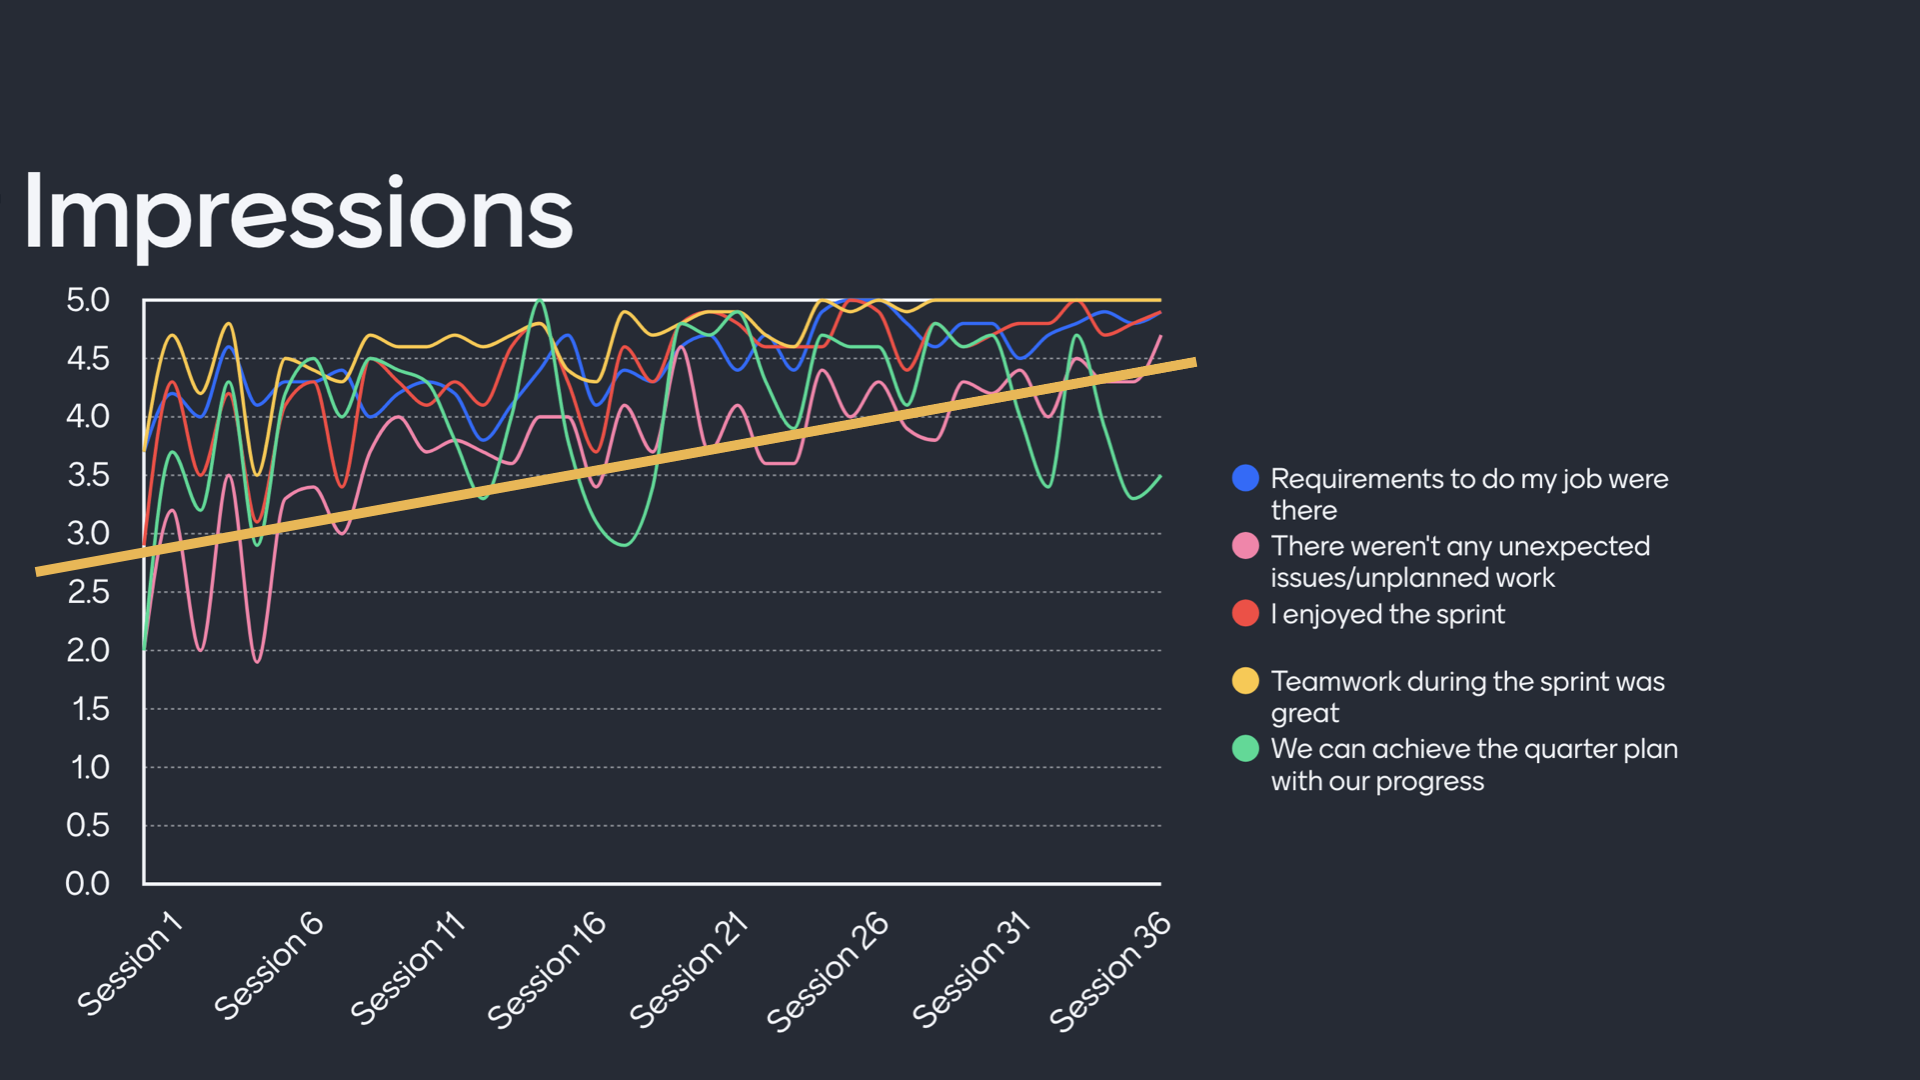 Impressions
5.0
4.5
4.0
3.5
3.0
2.5
2.0
1.5
1.0
0.5
0.0
Session 1
Session 6
Session 11
Session 16
Session 21
Session 26
Session 31
Session 36
Requirements to do my job were
there
There weren't any unexpected
issues/unplanned work
I enjoyed the sprint
Teamwork during the sprint was
great
We can achieve the quarter plan
with our progress